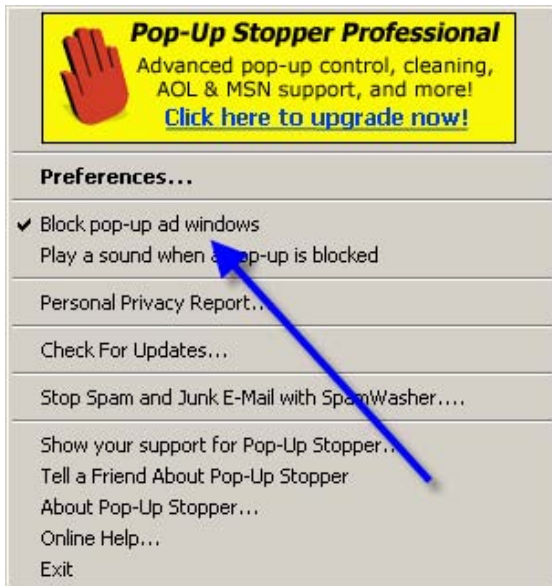 Pop-Up Stopper Professional
Advanced pop-up control, cleaning,
AOL & MSN support, and more!
Click here to upgrade now!
Preferences...
Block pop-up ad windows
Play a sound when a pop-up is blocked
Personal Privacy Report...
Check For Updates...
Stop Spam and Junk E-Mail with SpamWasher....
Show your support for Pop-Up Stopper...
Tell a Friend About Pop-Up Stopper
About Pop-Up Stopper...
Online Help...
Exit